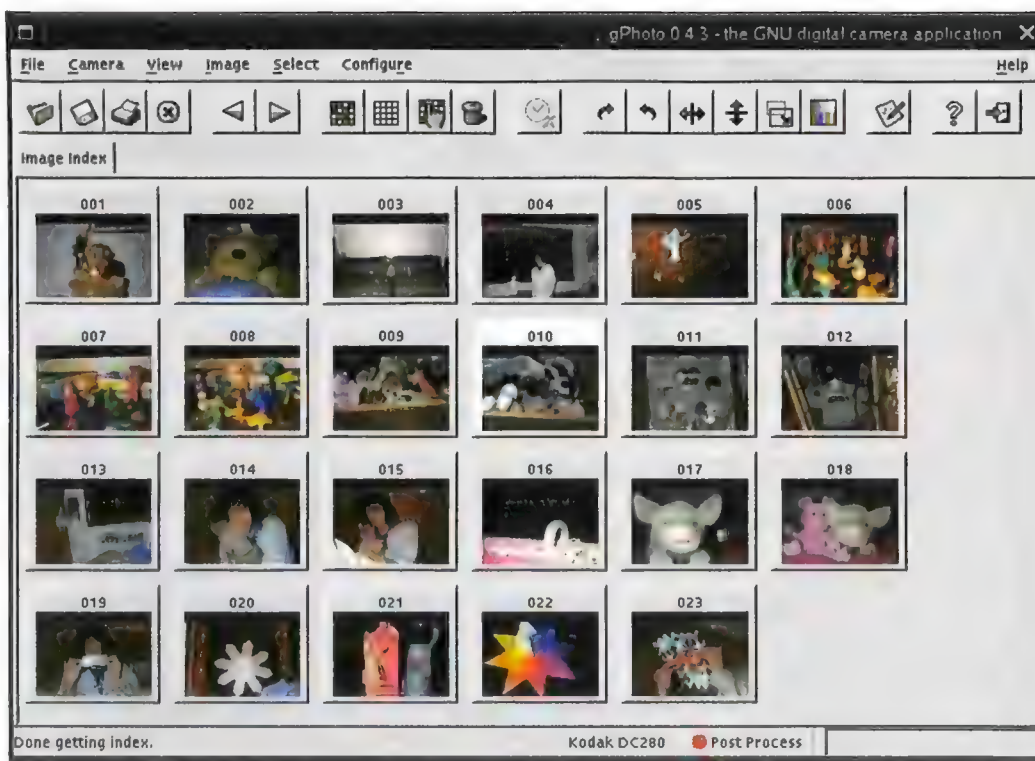 gPhoto 0.4.3 - the GNU digital camera application
File Camera View Image Select Configure Help
Image Index
001 002 003 004 005 006
007 008 009 010 011 012
013 014 015 016 017 018
019 020 021 022 023
Done getting index. Kodak DC280 Post Process